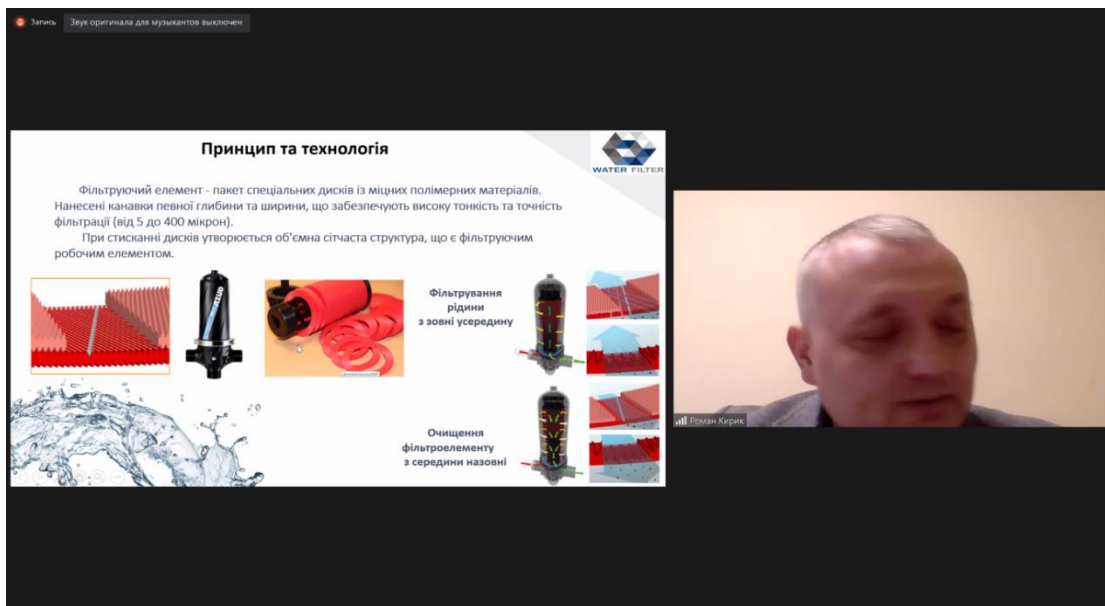 Запись
Звук оригинала для музыкантов выключен
Принцип та технологія
WATER FILTER
Фільтруючий елемент - пакет спеціальних дисків із міцних полімерних матеріалів.
Нанесені канавки певної глибини та ширини, що забезпечують високу тонкість та точність
фільтрації (від 5 до 400 мікрон).
При стисканні дисків утворюється об'ємна сітчаста структура, що є фільтруючим
робочим елементом.
AZUD
Фільтрування
рідини
з зовні усередину
Очищення
фільтроелементу
з середини назовні
Роман Кирик